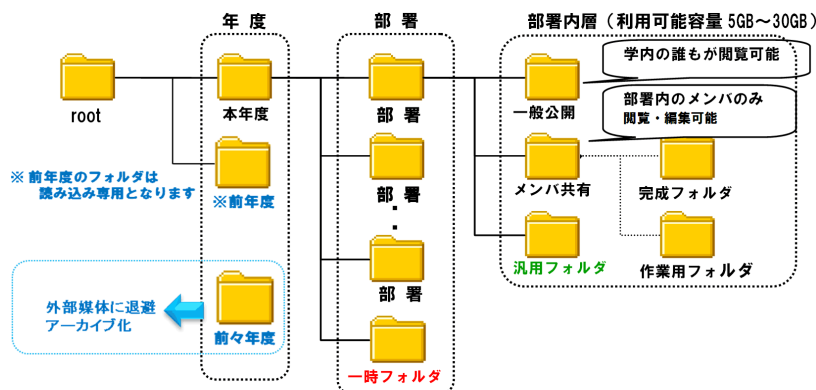 年 度
部 署
部署内層（利用可能容量 5GB～30GB）
学内の誰もが閲覧可能
root
本年度
部 署
一般公開
部署内のメンバのみ
閲覧・編集可能
※ 前年度のフォルダは
読み込み専用となります
※前年度
部 署
メンバ共有
完成フォルダ
外部媒体に退避
アーカイブ化
前々年度
部 署
汎用フォルダ
作業用フォルダ
一時フォルダ